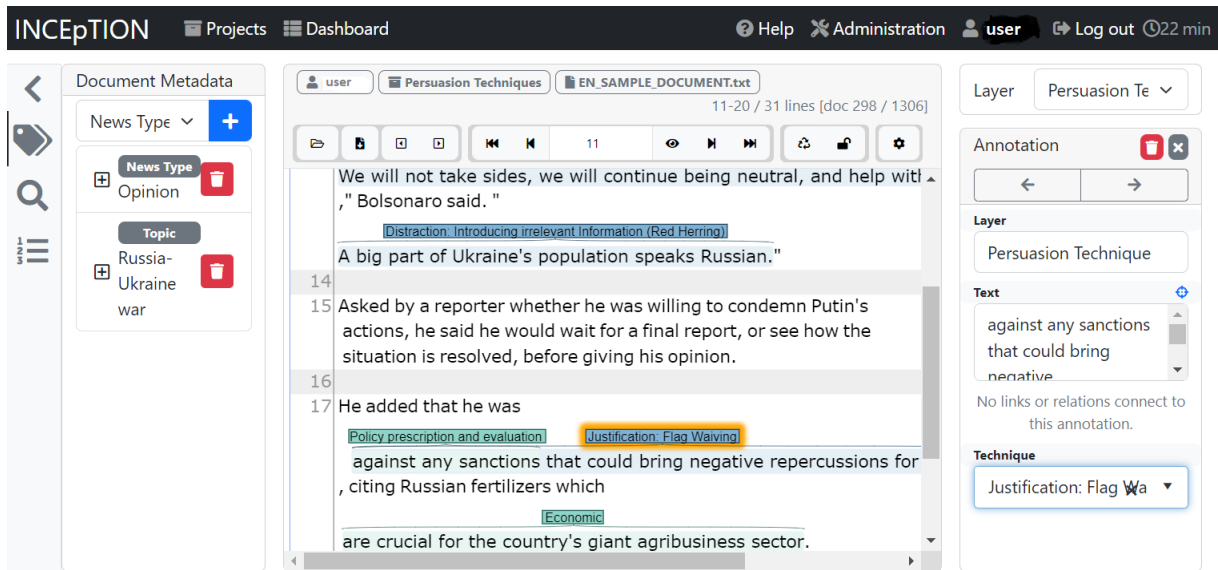 INCEpTION Projects Dashboard Help Administration user Log out 22 min
Document Metadata
News Type
News Type
Opinion
Topic
Russia-
Ukraine
war
user Persuasion Techniques EN_SAMPLE_DOCUMENT.txt
11-20 / 31 lines [doc 298 / 1306]
11
We will not take sides, we will continue being neutral, and help with
," Bolsonaro said. "
Distraction: Introducing irrelevant Information (Red Herring)
A big part of Ukraine's population speaks Russian."
14
15 Asked by a reporter whether he was willing to condemn Putin's
actions, he said he would wait for a final report, or see how the
situation is resolved, before giving his opinion.
16
17 He added that he was
Policy prescription and evaluation Justification: Flag Waiving
against any sanctions that could bring negative repercussions for
, citing Russian fertilizers which
Economic
are crucial for the country's giant agribusiness sector.
Layer Persuasion Te
Annotation
Layer
Persuasion Technique
Text
against any sanctions
that could bring
negative
No links or relations connect to
this annotation.
Technique
Justification: Flag Wa